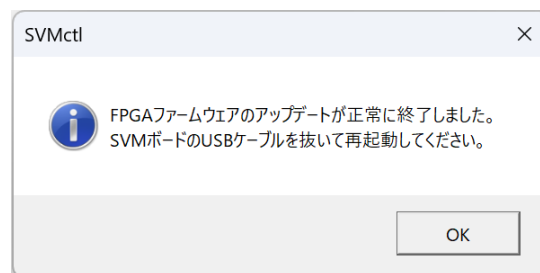 SVMctl
FPGAファームウェアのアップデートが正常に終了しました。
SVMボードのUSBケーブルを抜いて再起動してください。
OK